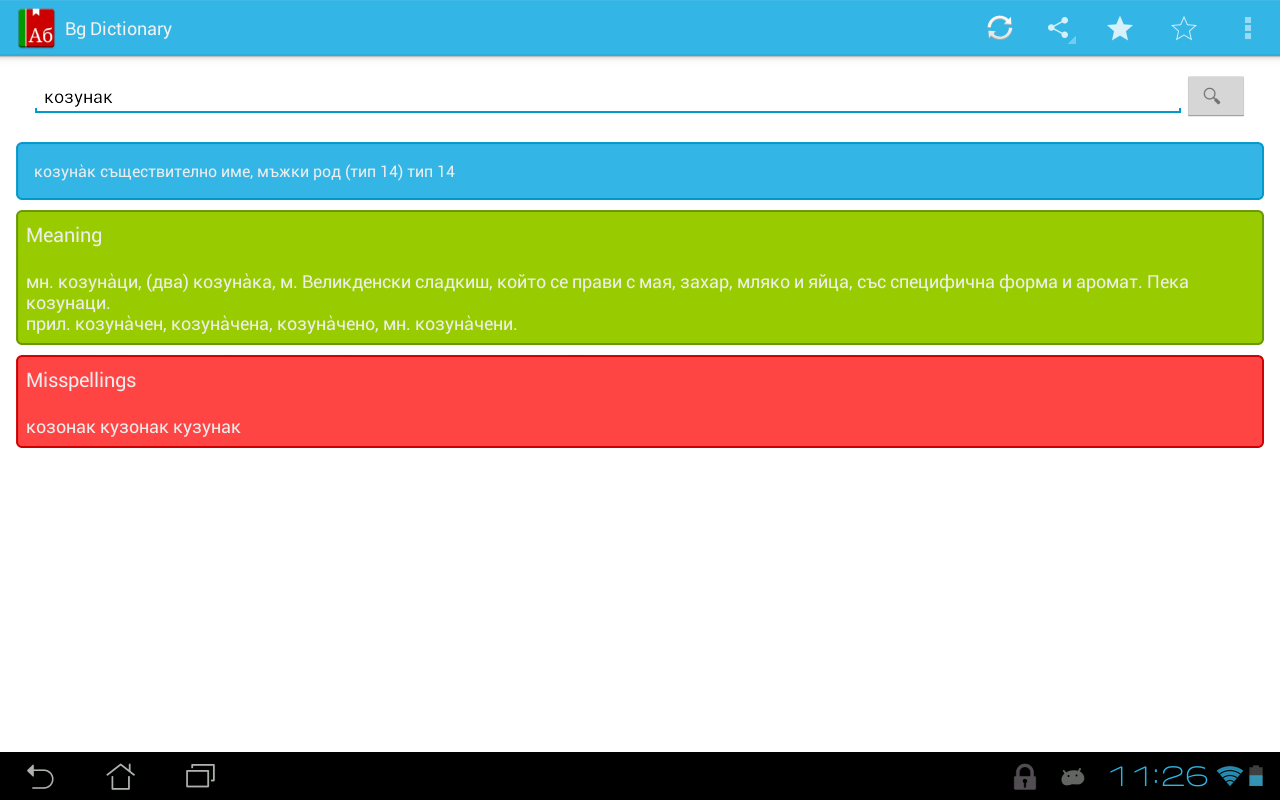 Аб Bg Dictionary
козунак
козуна̀к съществително име, мъжки род (тип 14) тип 14
Meaning
мн. козуна̀ци, (два) козуна̀ка, м. Великденски сладкиш, който се прави с мая, захар, мляко и яйца, със специфична форма и аромат. Пека
козунаци.
прил. козуна̀чен, козуна̀чена, козуна̀чено, мн. козуна̀чени.
Misspellings
козонак кузонак кузунак
11:26